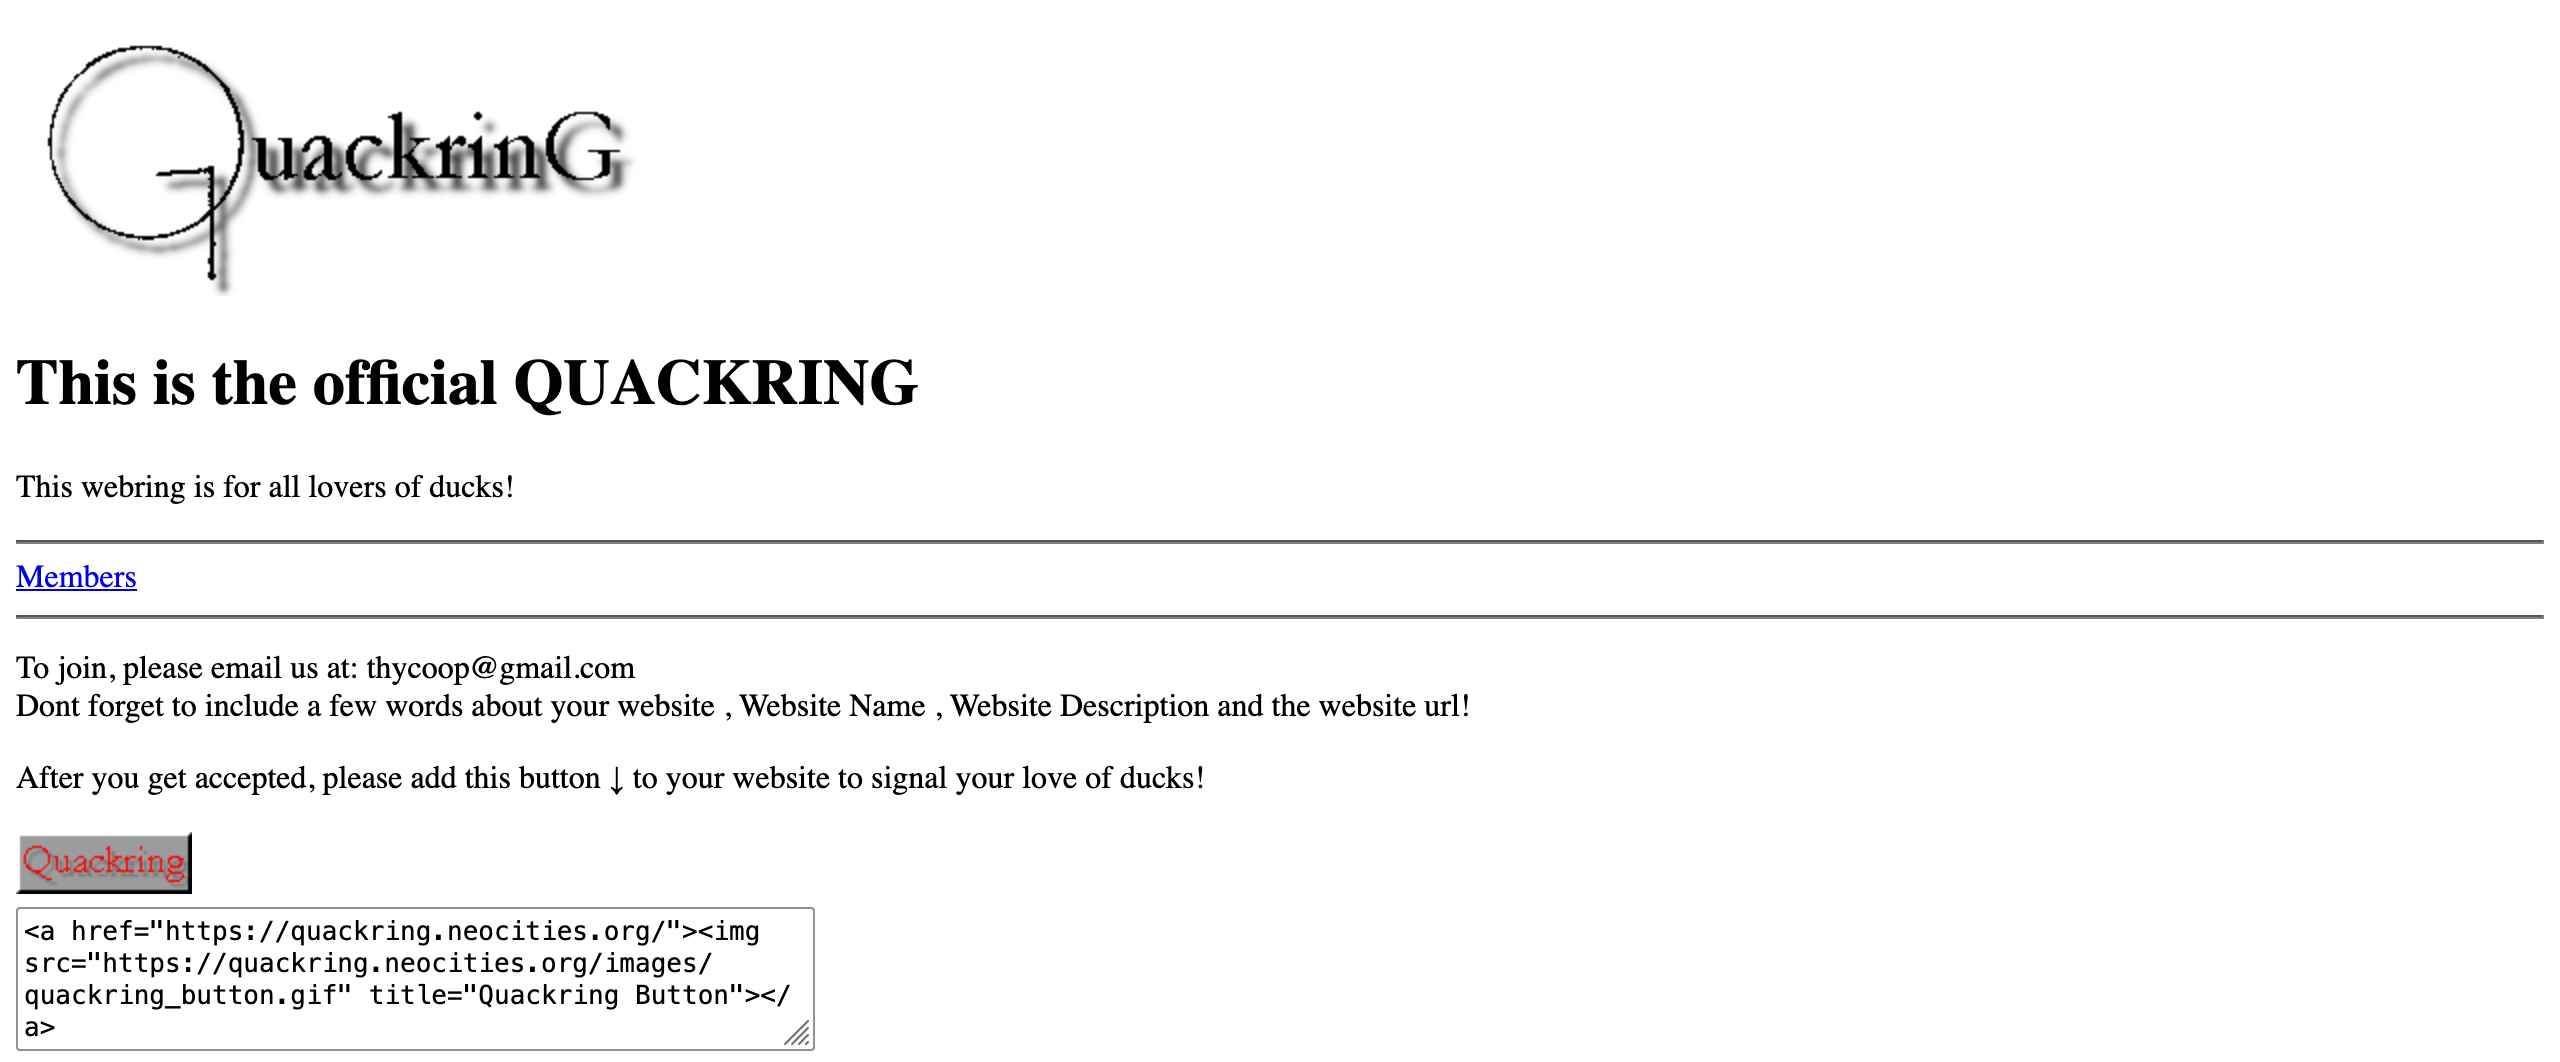 QuackrinG
This is the official QUACKRING
This webring is for all lovers of ducks!
Members
To join, please email us at: thycoop@gmail.com
Dont forget to include a few words about your website , Website Name , Website Description and the website url!
After you get accepted, please add this button ↓ to your website to signal your love of ducks!
Quackring
<a href="https://quackring.neocities.org/"><img
src="https://quackring.neocities.org/images/
quackring_button.gif" title="Quackring Button"></
a>